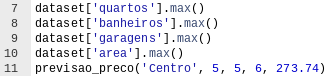 7 dataset['quartos'].max()
8 dataset['banheiros'].max()
9 dataset['garagens'].max()
10 dataset['area'].max()
11 previsao_preco('Centro', 5, 5, 6, 273.74)